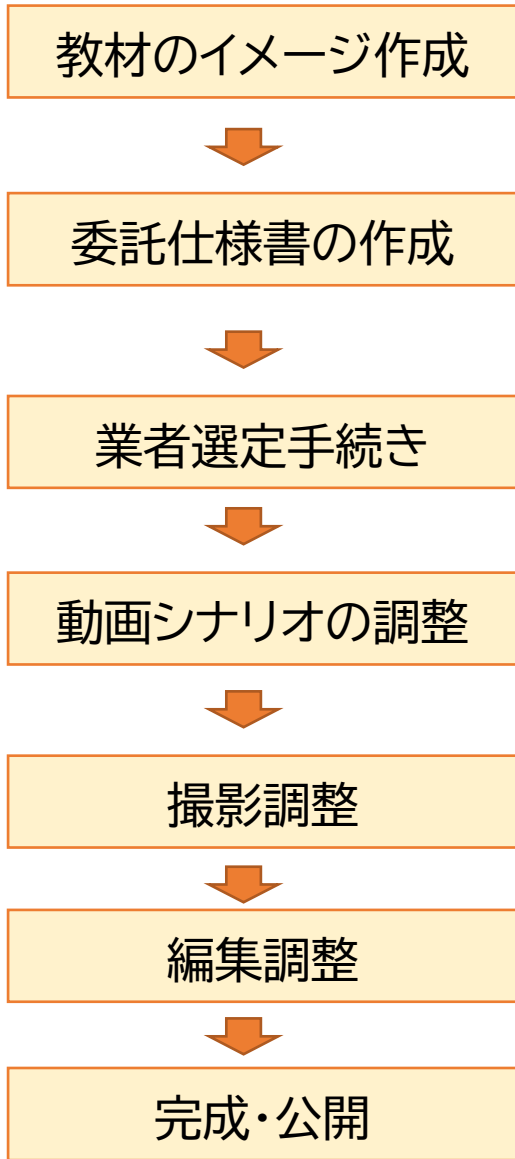 教材のイメージ作成
委託仕様書の作成
業者選定手続き
動画シナリオの調整
撮影調整
編集調整
完成・公開